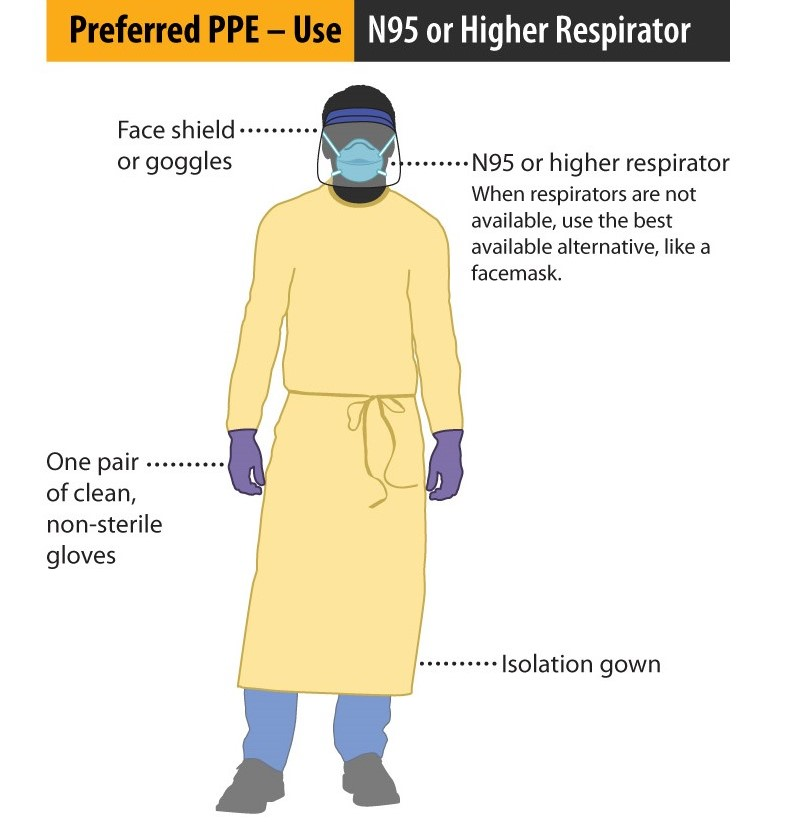 Preferred PPE – Use N95 or Higher Respirator
Face shield
or goggles
N95 or higher respirator
When respirators are not
available, use the best
available alternative, like a
facemask.
One pair
of clean,
non-sterile
gloves
Isolation gown